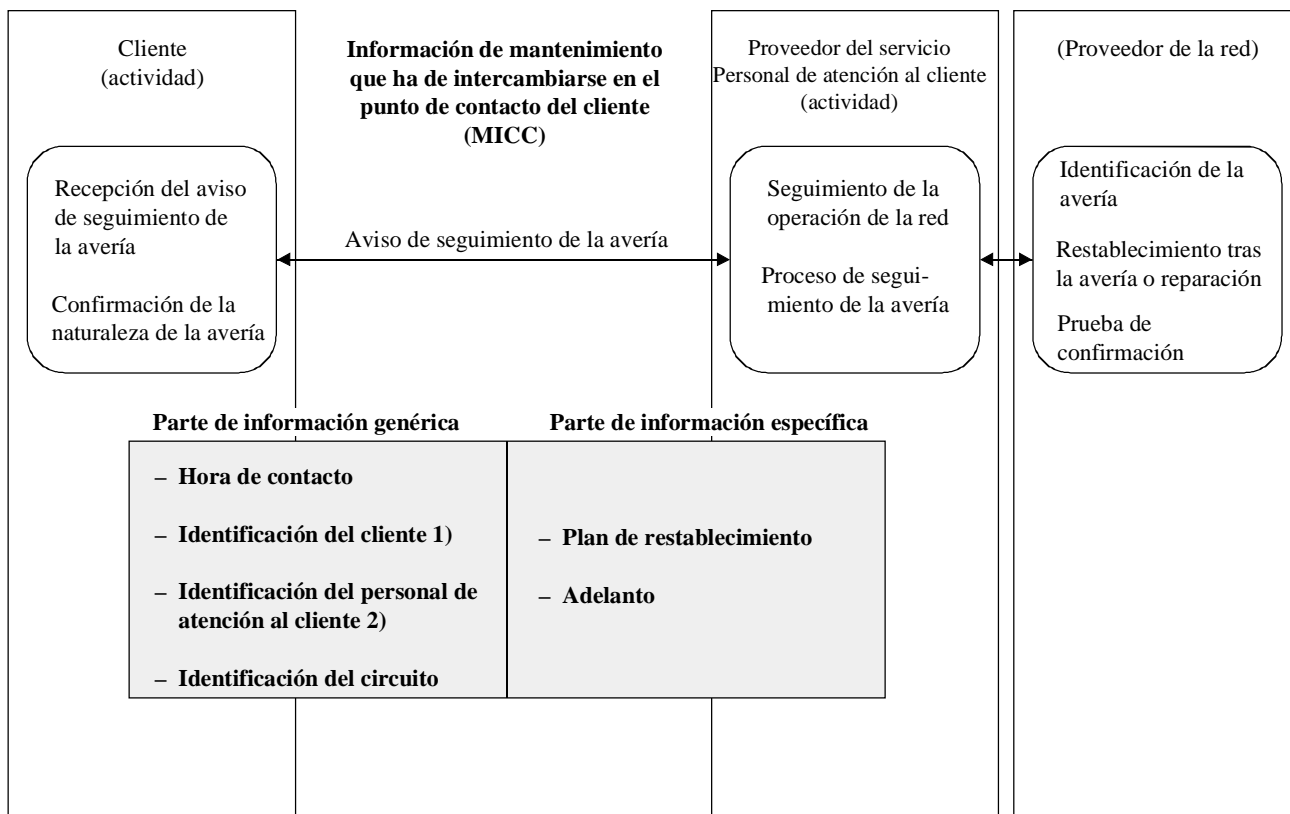 Cliente
(actividad)
Información de mantenimiento
que ha de intercambiarse en el
punto de contacto del cliente
(MICC)
Proveedor del servicio
Personal de atención al cliente
(actividad)
(Proveedor de la red)
Recepción del aviso
de seguimiento de
la avería
Confirmación de la
naturaleza de la avería
Aviso de seguimiento de la avería
Seguimiento de la
operación de la red
Proceso de segui-
miento de la avería
Identificación de la
avería
Restablecimiento tras
la avería o reparación
Prueba de
confirmación
Parte de información genérica
– Hora de contacto
– Identificación del cliente 1)
– Identificación del personal de
atención al cliente 2)
– Identificación del circuito
Parte de información específica
– Plan de restablecimiento
– Adelanto